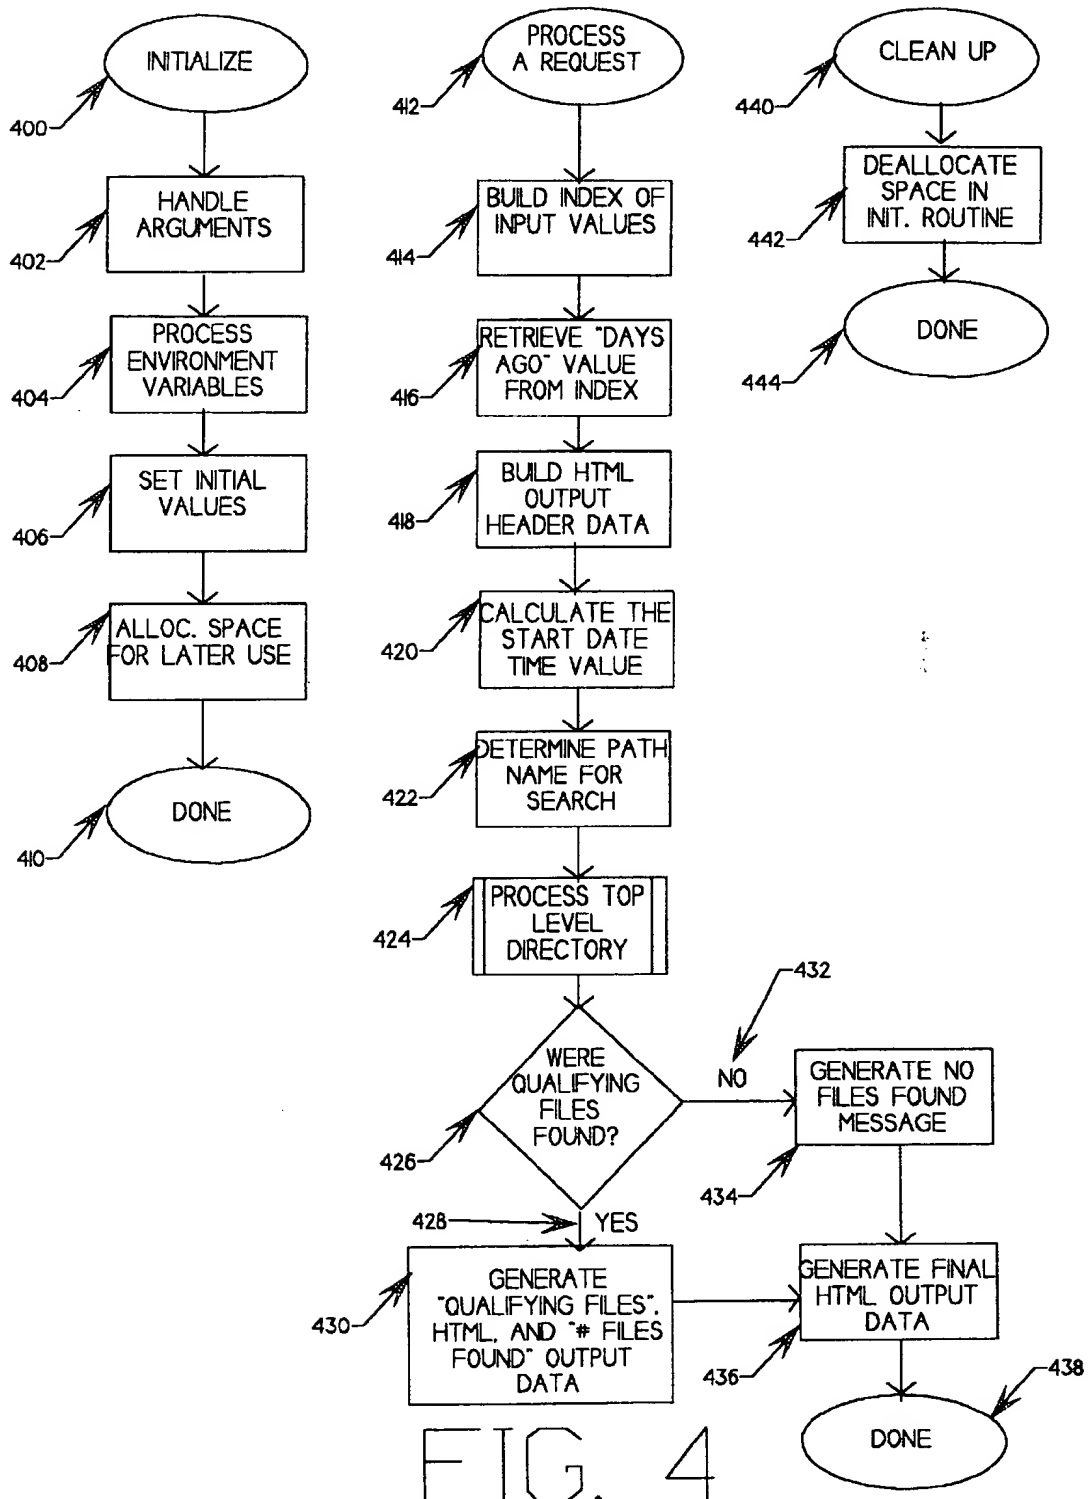 INITIALIZE
400
HANDLE
ARGUMENTS
402
PROCESS
ENVIRONMENT
VARIABLES
404
SET INITIAL
VALUES
406
ALLOC. SPACE
FOR LATER USE
408
DONE
410
PROCESS
A REQUEST
412
BUILD INDEX OF
INPUT VALUES
414
RETRIEVE "DAYS
AGO" VALUE
FROM INDEX
416
BUILD HTML
OUTPUT
HEADER DATA
418
CALCULATE THE
START DATE
TIME VALUE
420
DETERMINE PATH
NAME FOR
SEARCH
422
PROCESS TOP
LEVEL
DIRECTORY
424
WERE
QUALIFYING
FILES
FOUND?
426
NO
432
GENERATE NO
FILES FOUND
MESSAGE
434
428
YES
GENERATE
"QUALIFYING FILES",
HTML, AND "# FILES
FOUND" OUTPUT
DATA
430
GENERATE FINAL
HTML OUTPUT
DATA
436
DONE
438
CLEAN UP
440
DEALLOCATE
SPACE IN
INIT. ROUTINE
442
DONE
444
FIG. 4